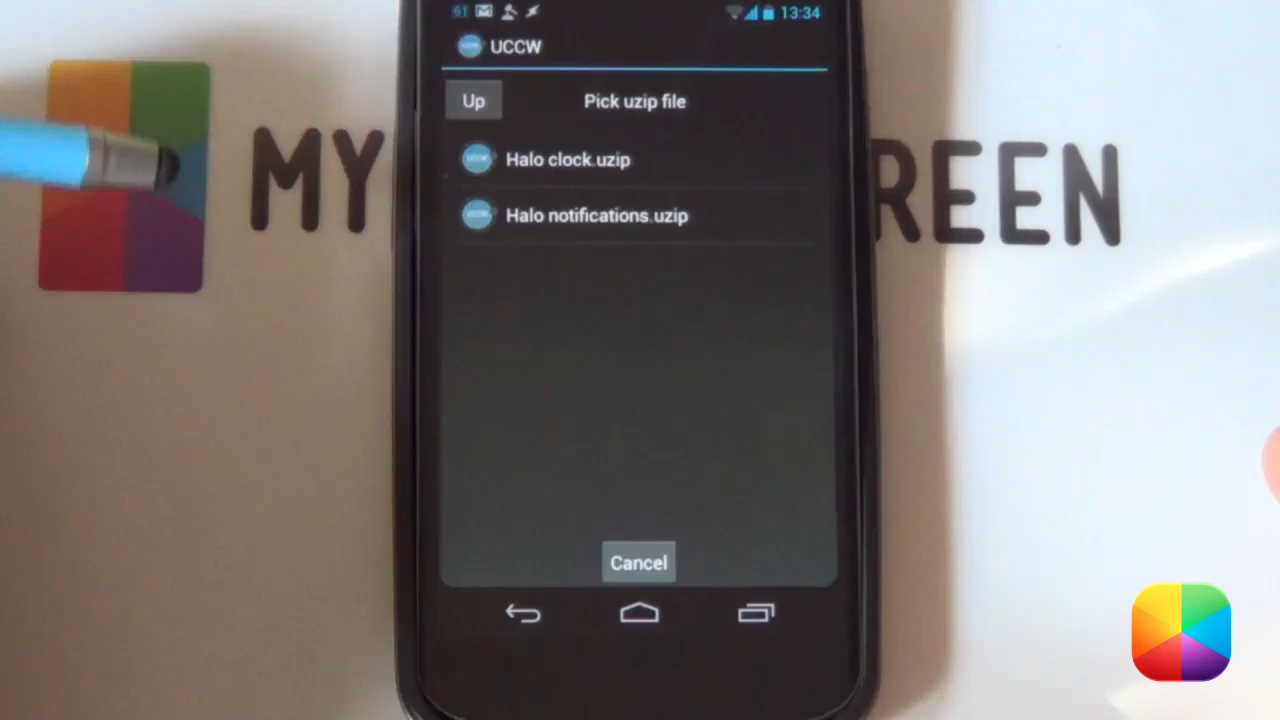 61 13:34
UCCW
Up Pick uzip file
Halo clock.uzip
Halo notifications.uzip
MY REEN
Cancel